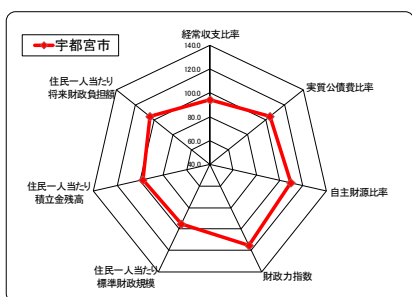 経常収支比率
140.0
宇都宮市
120.0
住民一人当たり
将来財政負担額
実質公債費比率
100.0
80.0
60.0
40.0
住民一人当たり
積立金残高
自主財源比率
住民一人当たり
標準財政規模
財政力指数